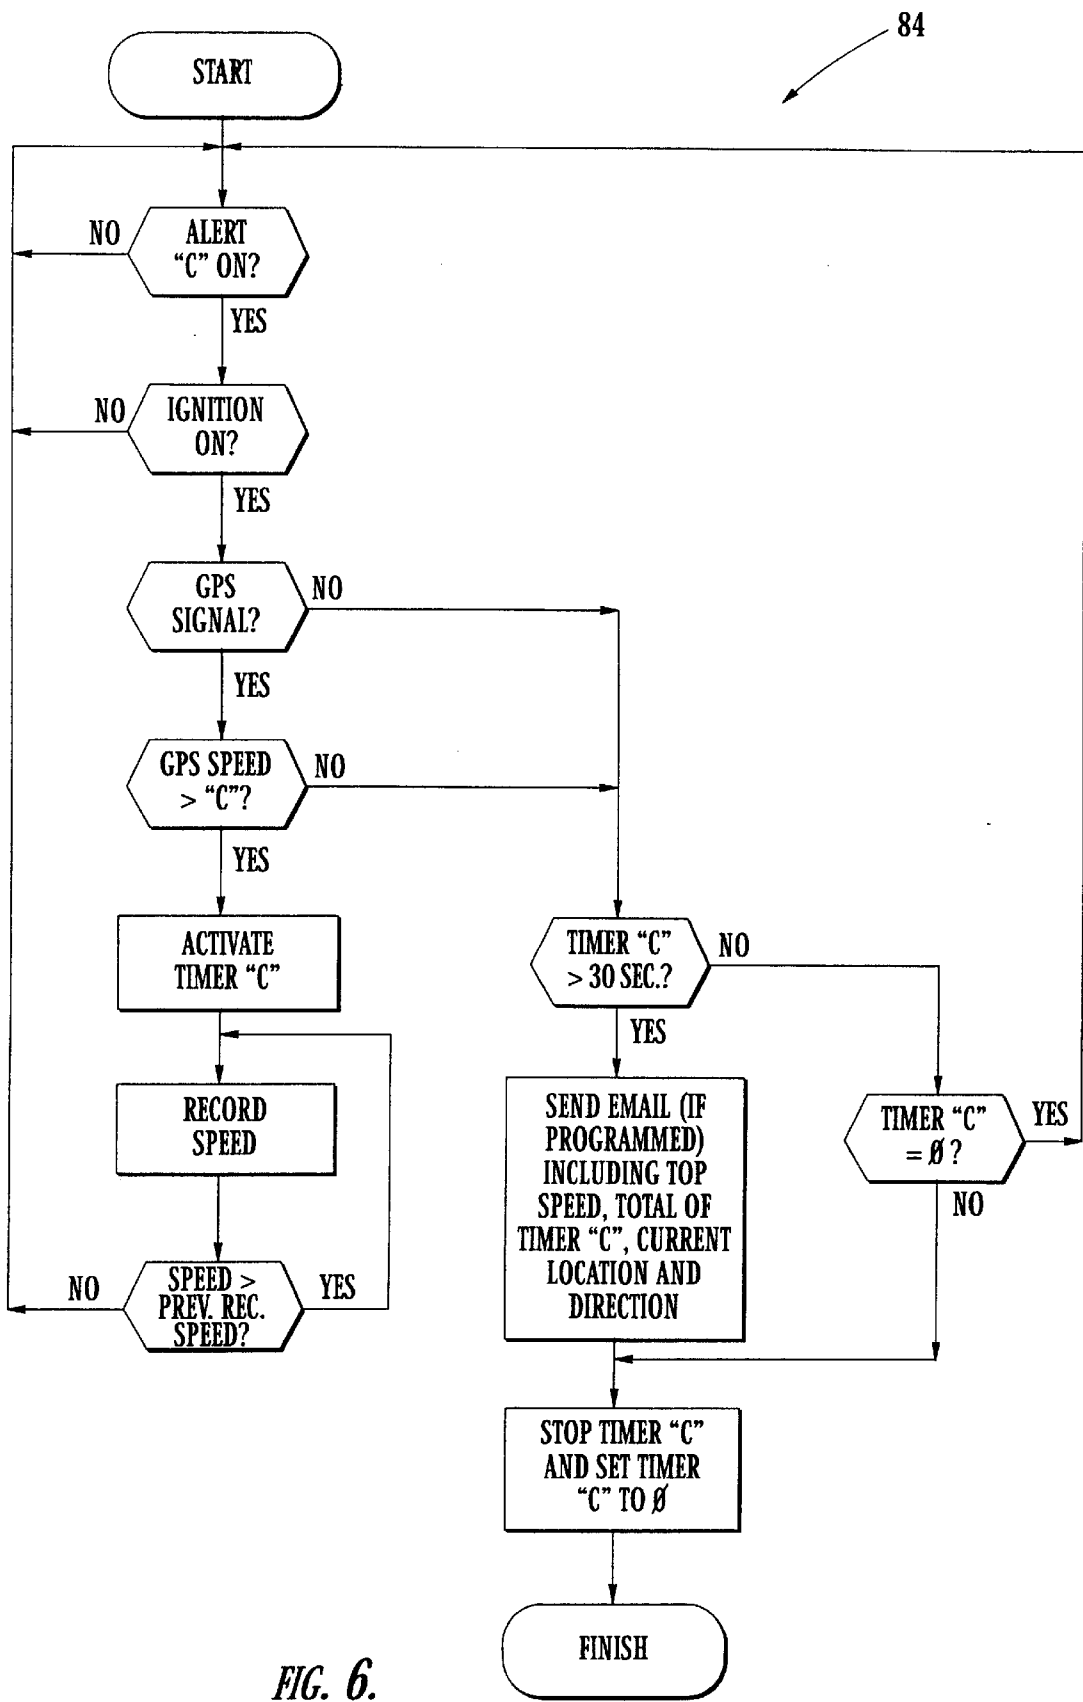 84
START
NO
ALERT
“C” ON?
YES
NO
IGNITION
ON?
YES
GPS
SIGNAL?
NO
YES
GPS SPEED
> “C”?
NO
YES
ACTIVATE
TIMER “C”
TIMER “C”
> 30 SEC.?
NO
YES
RECORD
SPEED
SEND EMAIL (IF
PROGRAMMED)
INCLUDING TOP
SPEED, TOTAL OF
TIMER “C”, CURRENT
LOCATION AND
DIRECTION
TIMER “C”
= Ø ?
YES
NO
NO
SPEED >
PREV. REC.
SPEED?
YES
STOP TIMER “C”
AND SET TIMER
“C” TO Ø
FINISH
FIG. 6.